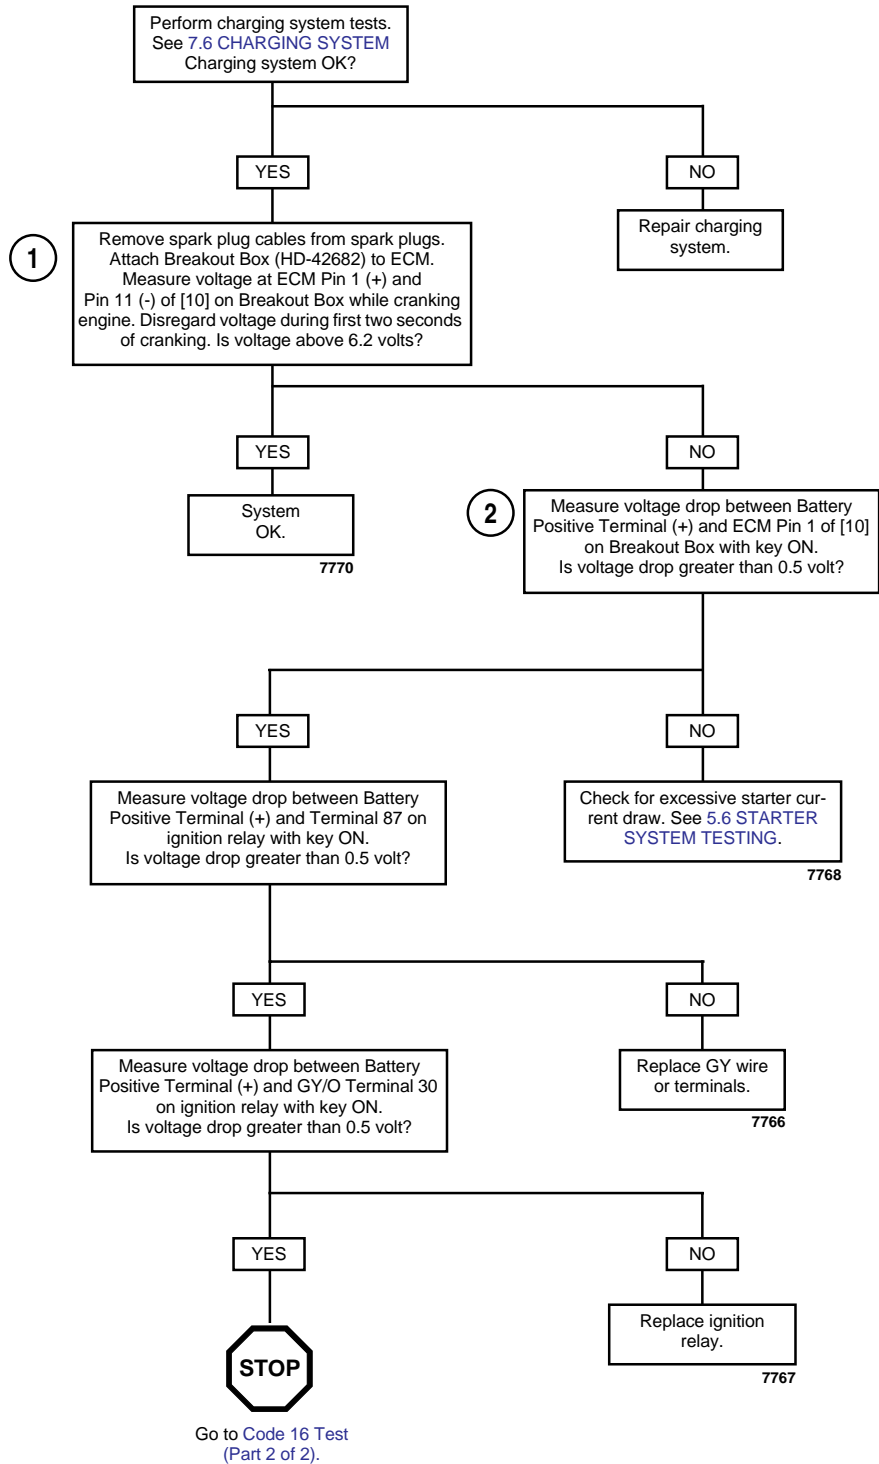 Perform charging system tests.
See 7.6 CHARGING SYSTEM
Charging system OK?
YES
NO
Repair charging
system.
1
Remove spark plug cables from spark plugs.
Attach Breakout Box (HD-42682) to ECM.
Measure voltage at ECM Pin 1 (+) and
Pin 11 (-) of [10] on Breakout Box while cranking
engine. Disregard voltage during first two seconds
of cranking. Is voltage above 6.2 volts?
YES
NO
System
OK.
7770
2
Measure voltage drop between Battery
Positive Terminal (+) and ECM Pin 1 of [10]
on Breakout Box with key ON.
Is voltage drop greater than 0.5 volt?
YES
NO
Measure voltage drop between Battery
Positive Terminal (+) and Terminal 87 on
ignition relay with key ON.
Is voltage drop greater than 0.5 volt?
Check for excessive starter cur-
rent draw. See 5.6 STARTER
SYSTEM TESTING.
7768
YES
NO
Measure voltage drop between Battery
Positive Terminal (+) and GY/O Terminal 30
on ignition relay with key ON.
Is voltage drop greater than 0.5 volt?
Replace GY wire
or terminals.
7766
YES
NO
Replace ignition
relay.
7767
STOP
Go to Code 16 Test
(Part 2 of 2).